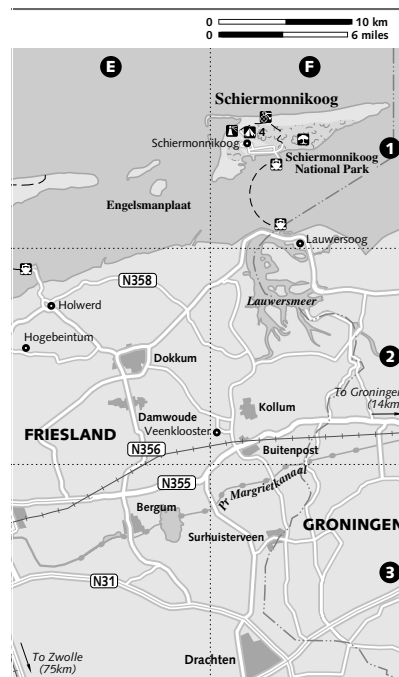 0 10 km
0 6 miles
E
F
Schiermonnikoog
4
Schiermonnikoog
1
Schiermonnikoog
National Park
Engelsmanplaat
Lauwersoog
N358
Lauwersmeer
Holwerd
Hogebeintum
2
Dokkum
To Groningen
(14km)
Kollum
Damwoude
Veenklooster
FRIESLAND
N356
Buitenpost
N355
Pr Margrietkanaal
Bergum
GRONINGEN
Surhuisterveen
3
N31
To Zwolle
(75km)
Drachten